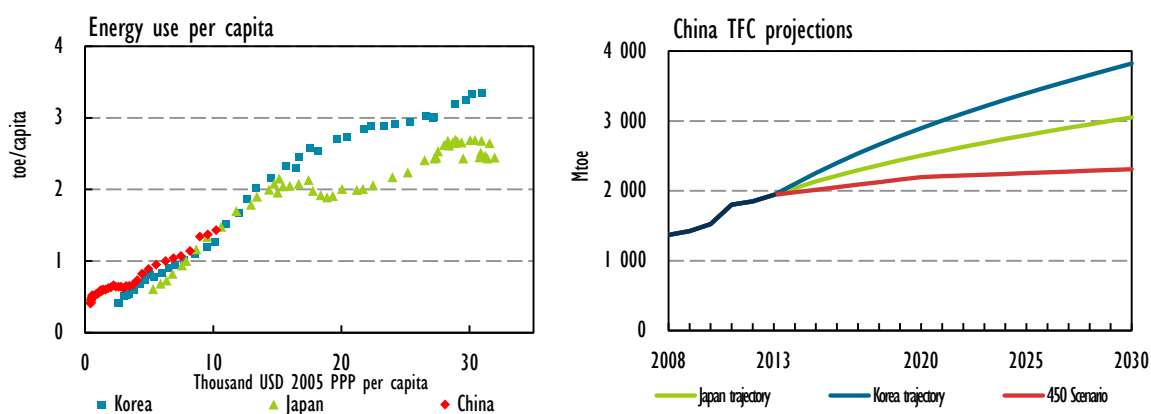 Energy use per capita
4
3
2
1
0
toe/capita
0 10 20 30
Thousand USD 2005 PPP per capita
Korea Japan China
China TFC projections
4 000
3 000
2 000
1 000
0
Mtoe
2008 2013 2020 2025 2030
Japan trajectory Korea trajectory 450 Scenario